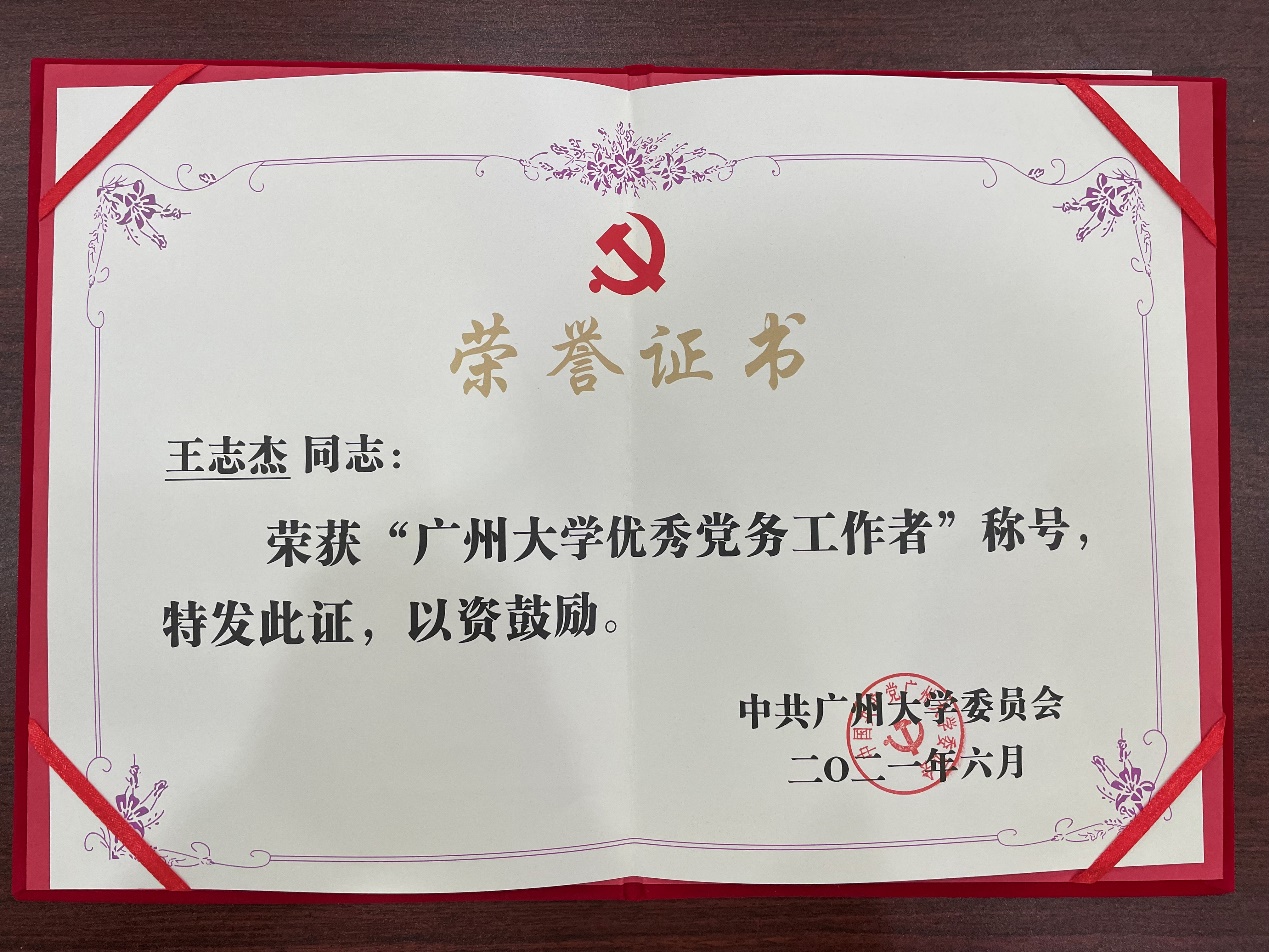 荣誉证书
王志杰 同志：
荣获“广州大学优秀党务工作者”称号，
特发此证，以资鼓励。
中共广州大学委员会
二O二一年六月